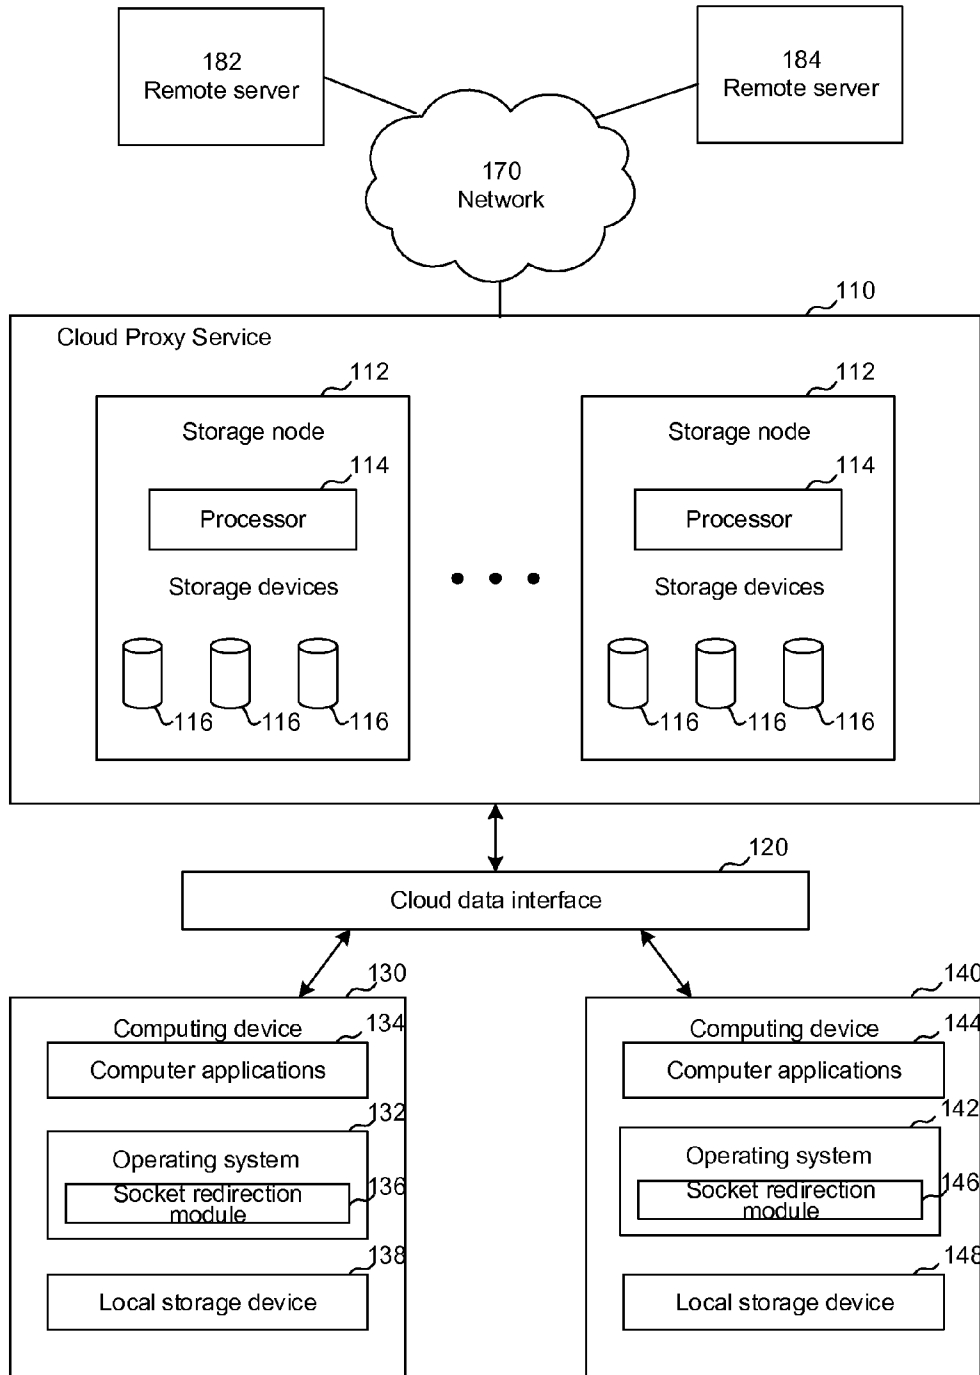 182
Remote server
184
Remote server
170
Network
110
Cloud Proxy Service
112
Storage node
114
Processor
Storage devices
116 116 116
112
Storage node
114
Processor
Storage devices
116 116 116
120
Cloud data interface
130
Computing device
134
Computer applications
132
Operating system
136
Socket redirection
module
138
Local storage device
140
Computing device
144
Computer applications
142
Operating system
146
Socket redirection
module
148
Local storage device